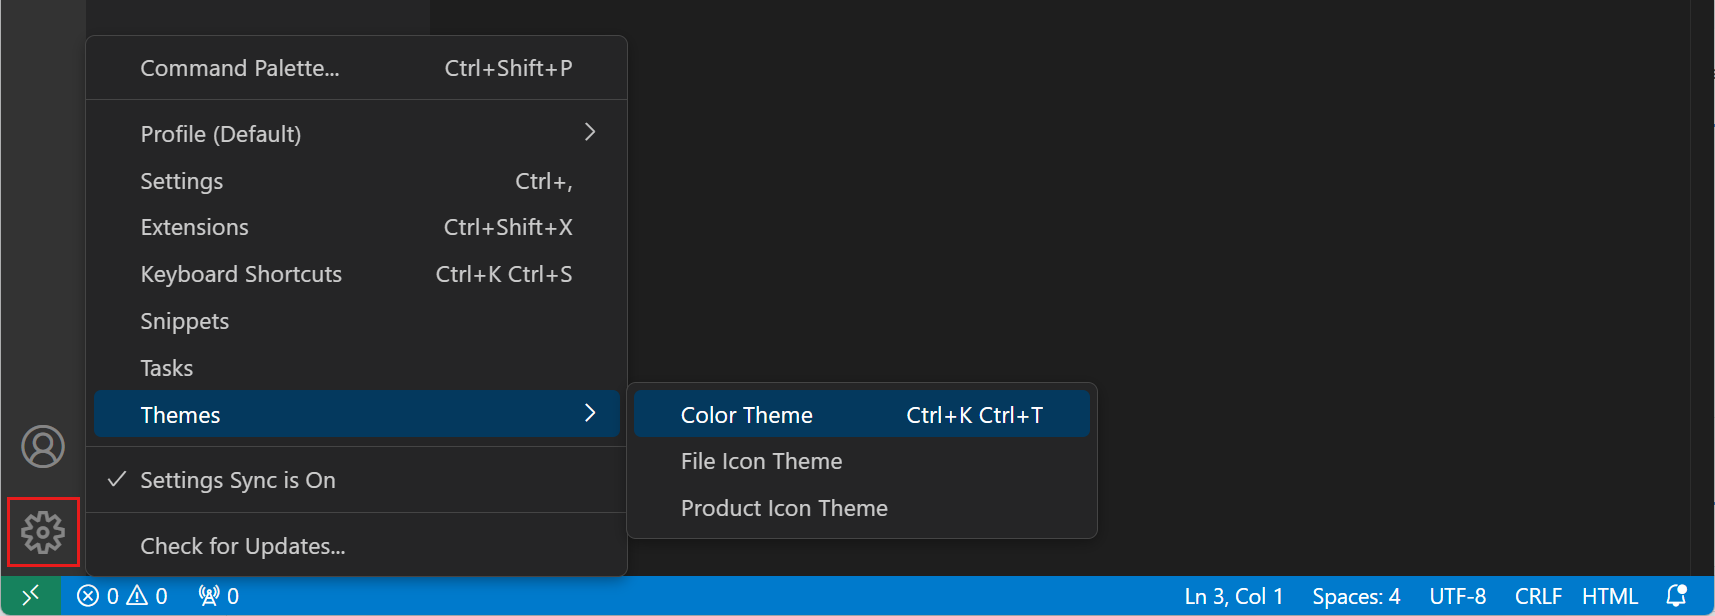 Command Palette... Ctrl+Shift+P
Profile (Default)
Settings Ctrl+,
Extensions Ctrl+Shift+X
Keyboard Shortcuts Ctrl+K Ctrl+S
Snippets
Tasks
Themes
Color Theme Ctrl+K Ctrl+T
File Icon Theme
Product Icon Theme
Settings Sync is On
Check for Updates...
0 0 0 Ln 3, Col 1 Spaces: 4 UTF-8 CRLF HTML